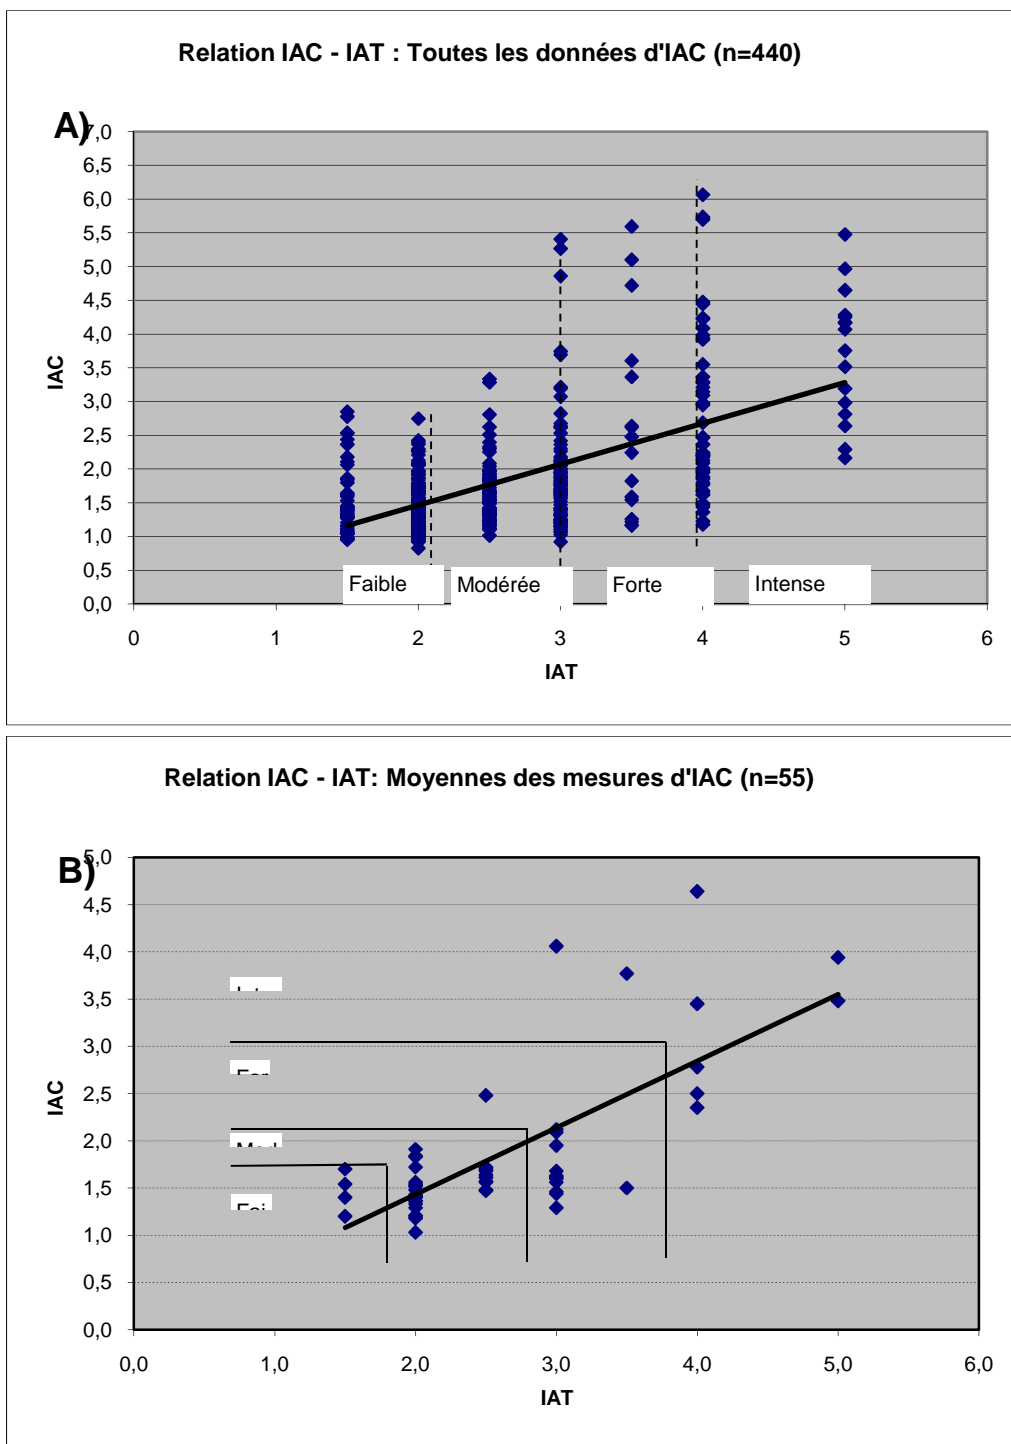 Relation IAC - IAT : Toutes les données d'IAC (n=440)
A)
7,0
6,5
6,0
5,5
5,0
4,5
4,0
3,5
3,0
2,5
2,0
1,5
1,0
0,5
0,0
IAC
Faible Modérée Forte Intense
0 1 2 3 4 5 6
IAT
Relation IAC - IAT: Moyennes des mesures d'IAC (n=55)
B)
5,0
4,5
4,0
3,5
3,0
2,5
2,0
1,5
1,0
0,5
0,0
IAC
0,0 1,0 2,0 3,0 4,0 5,0 6,0
IAT